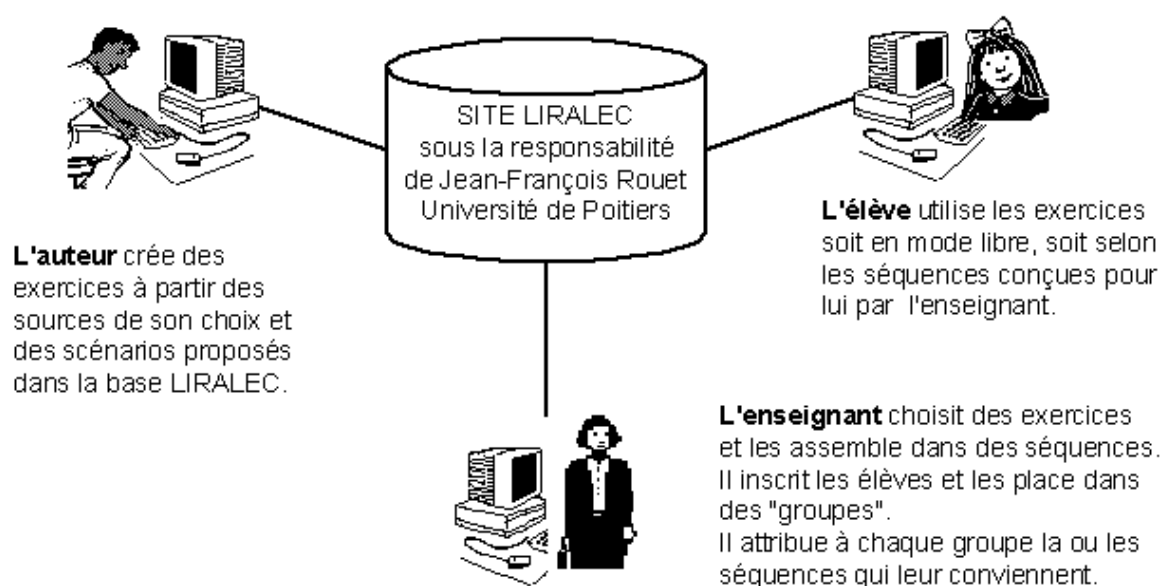 SITE LIRALEC
sous la responsabilité
de Jean-François Rouet
Université de Poitiers
L'auteur crée des
exercices à partir des
sources de son choix et
des scénarios proposés
dans la base LIRALEC.
L'élève utilise les exercices
soit en mode libre, soit selon
les séquences conçues pour
lui par l'enseignant.
L'enseignant choisit des exercices
et les assemble dans des séquences.
Il inscrit les élèves et les place dans
des "groupes".
Il attribue à chaque groupe la ou les
séquences qui leur conviennent.